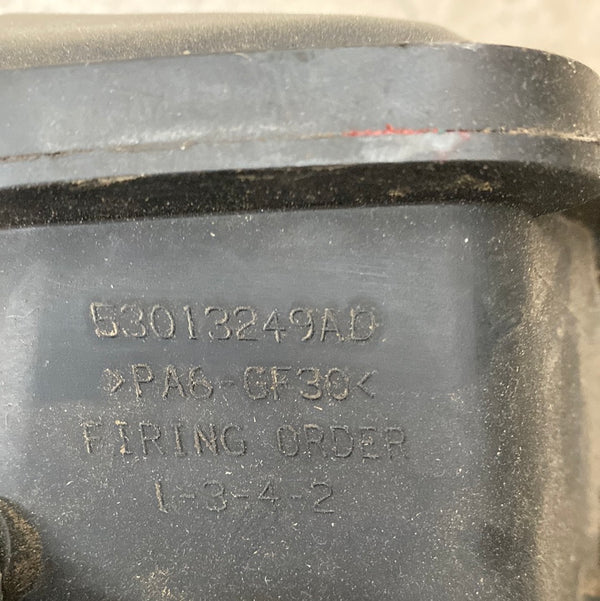 53013249AD
>PA6-GF30<
FIRING ORDER
1-3-4-2